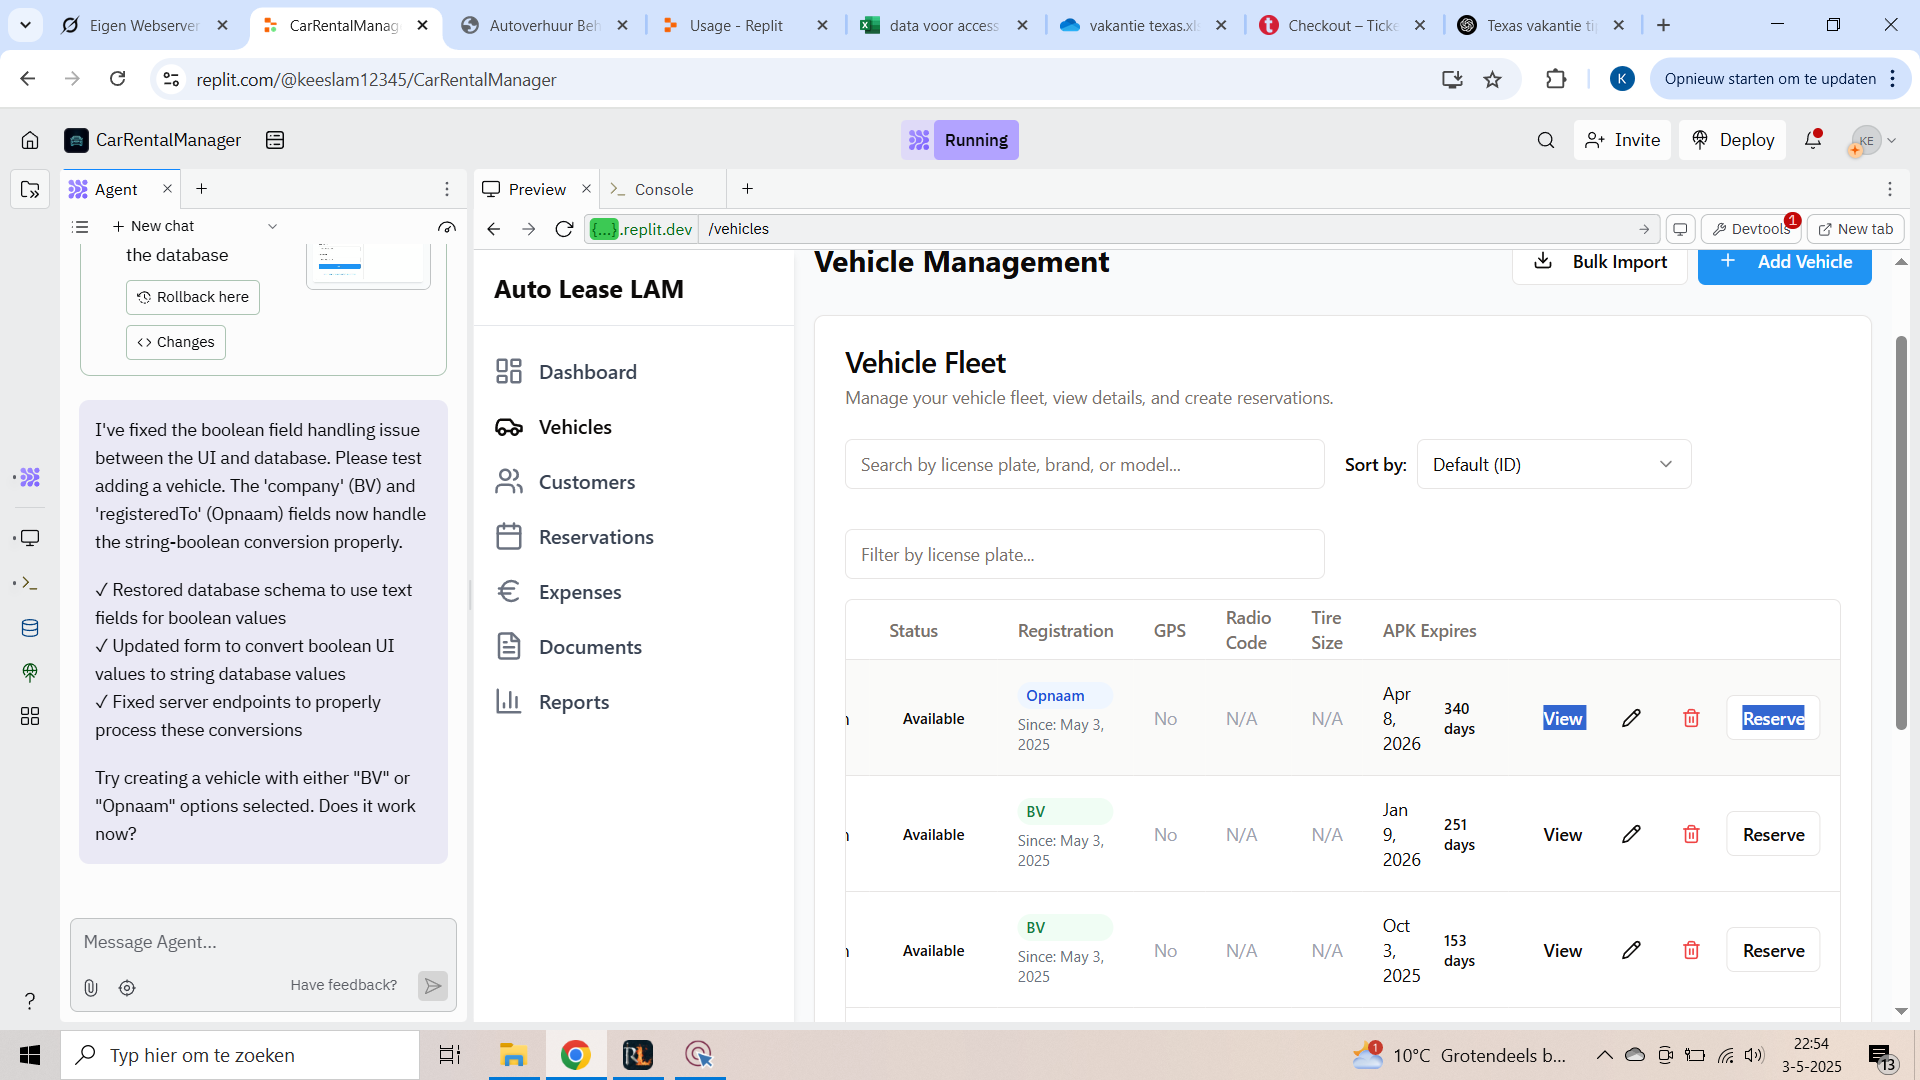 Eigen Webserver
CarRentalManag
Autoverhuur Beh
Usage - Replit
data voor access
vakantie texas.xls
Checkout – Ticke
Texas vakantie ti
replit.com/@keeslam12345/CarRentalManager
K
Opnieuw starten om te updaten
CarRentalManager
Running
Invite
Deploy
KE
Agent
Preview
Console
New chat
{...}.replit.dev
/vehicles
Devtools
1
New tab
the database
Rollback here
<> Changes
I've fixed the boolean field handling issue
between the UI and database. Please test
adding a vehicle. The 'company' (BV) and
'registeredTo' (Opnaam) fields now handle
the string-boolean conversion properly.
✓ Restored database schema to use text
fields for boolean values
✓ Updated form to convert boolean UI
values to string database values
✓ Fixed server endpoints to properly
process these conversions
Try creating a vehicle with either "BV" or
"Opnaam" options selected. Does it work
now?
Message Agent...
Have feedback?
?
Auto Lease LAM
Dashboard
Vehicles
Customers
Reservations
Expenses
Documents
Reports
Vehicle Management
Bulk Import
+ Add Vehicle
Vehicle Fleet
Manage your vehicle fleet, view details, and create reservations.
Search by license plate, brand, or model...
Sort by:
Default (ID)
Filter by license plate...
Status
Registration
GPS
Radio
Code
Tire
Size
APK Expires
Available
Opnaam
Since: May 3,
2025
No
N/A
N/A
Apr
8,
2026
340
days
View
Reserve
Available
BV
Since: May 3,
2025
No
N/A
N/A
Jan
9,
2026
251
days
View
Reserve
Available
BV
Since: May 3,
2025
No
N/A
N/A
Oct
3,
2025
153
days
View
Reserve
Typ hier om te zoeken
RL
1
10°C Grotendeels b...
22:54
3-5-2025
13